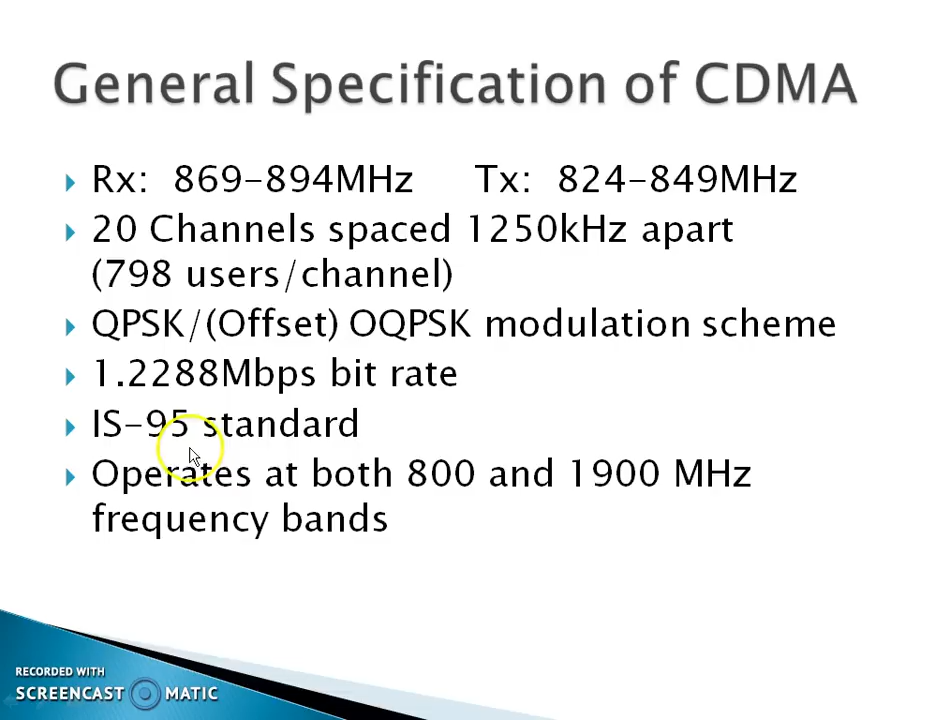 General Specification of CDMA
Rx: 869-894MHz Tx: 824-849MHz
20 Channels spaced 1250kHz apart
(798 users/channel)
QPSK/(Offset) OQPSK modulation scheme
1.2288Mbps bit rate
IS-95 standard
Operates at both 800 and 1900 MHz
frequency bands
RECORDED WITH
SCREENCAST MATIC